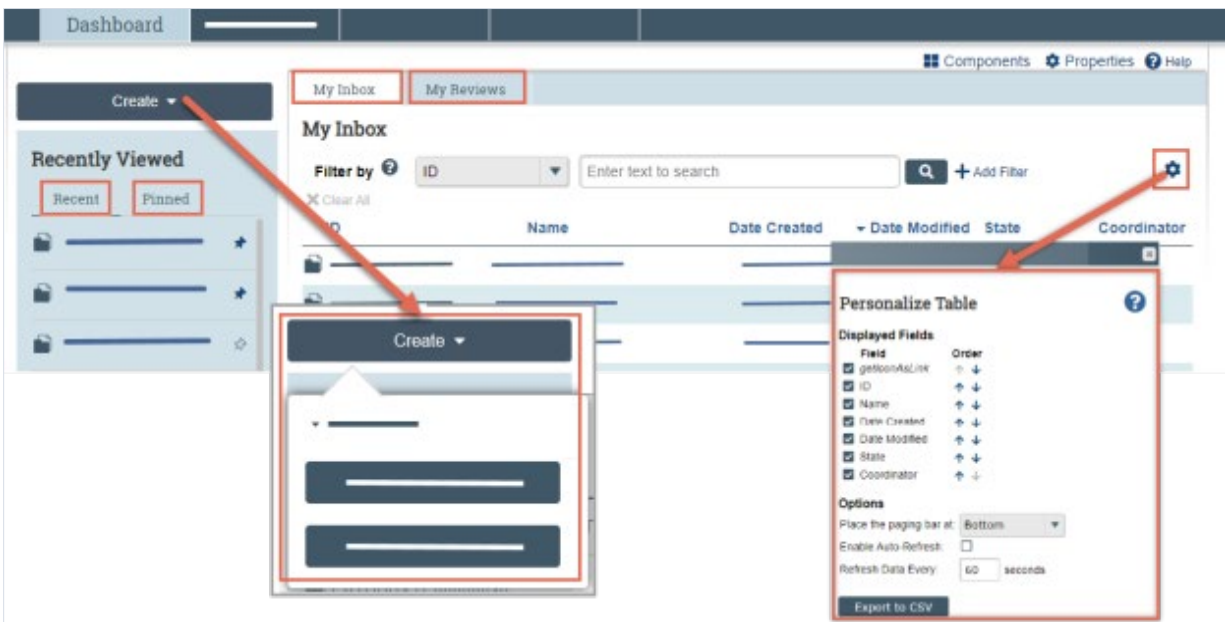 Dashboard
Components Properties Help
Create
My Inbox My Reviews
My Inbox
Recently Viewed
Filter by ID Enter text to search Add Filter
Recent Pinned
Clear All
ID Name Date Created Date Modified State Coordinator
Create
Personalize Table
Displayed Fields
Field Order
getIconAsLink
ID
Name
Date Created
Date Modified
State
Coordinator
Options
Place the paging bar at: Bottom
Enable Auto-Refresh:
Refresh Data Every: 60 seconds
Export to CSV